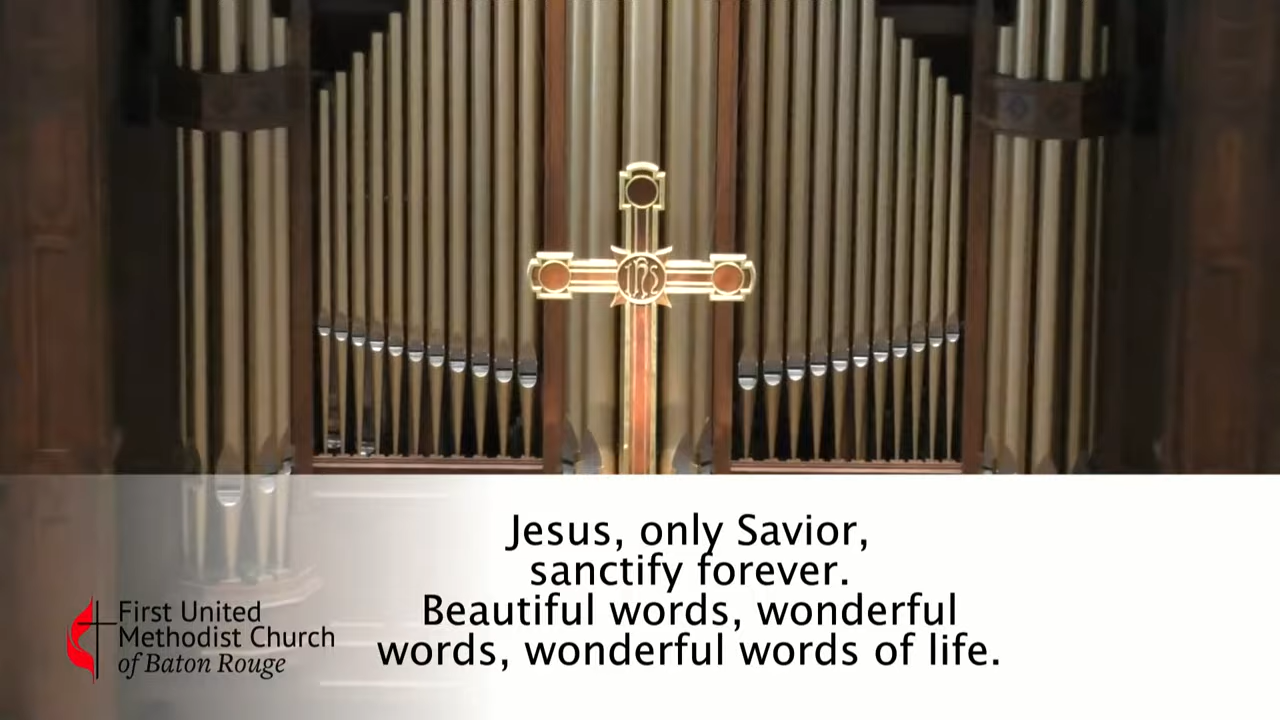 IHS
Jesus, only Savior,
sanctify forever.
Beautiful words, wonderful
words, wonderful words of life.
First United
Methodist Church
of Baton Rouge